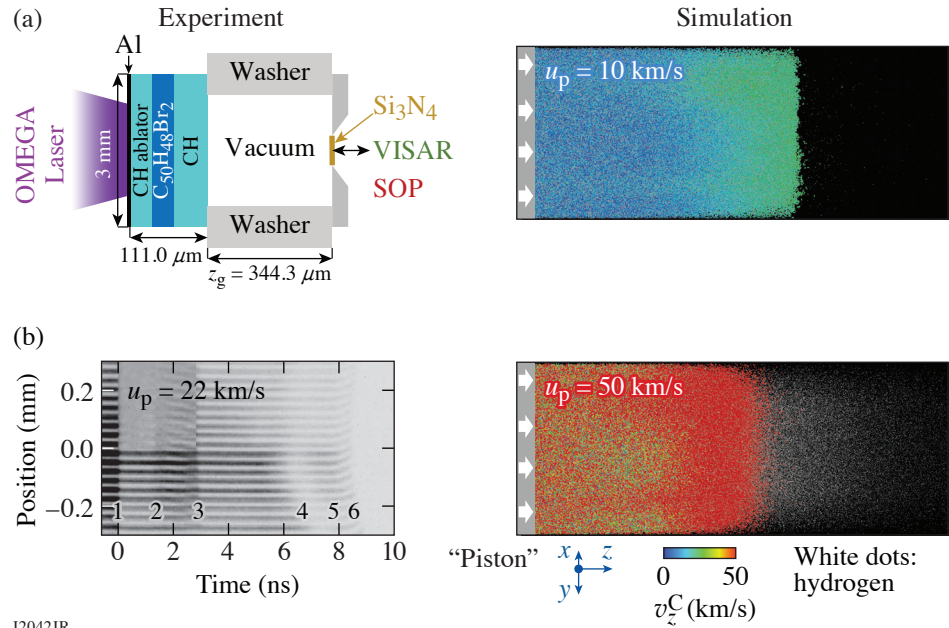 (a)
Experiment
Simulation
Al
Washer
OMEGA
Laser
3 mm
CH ablator
C50H48Br2
CH
Vacuum
Si3N4
VISAR
SOP
Washer
111.0 μm
zg = 344.3 μm
up = 10 km/s
(b)
up = 22 km/s
Position (mm)
0.2
0.0
−0.2
1 2 3 4 5 6
0 2 4 6 8 10
Time (ns)
up = 50 km/s
"Piston"
x
z
y
0 50
vzC (km/s)
White dots:
hydrogen
I2042JR